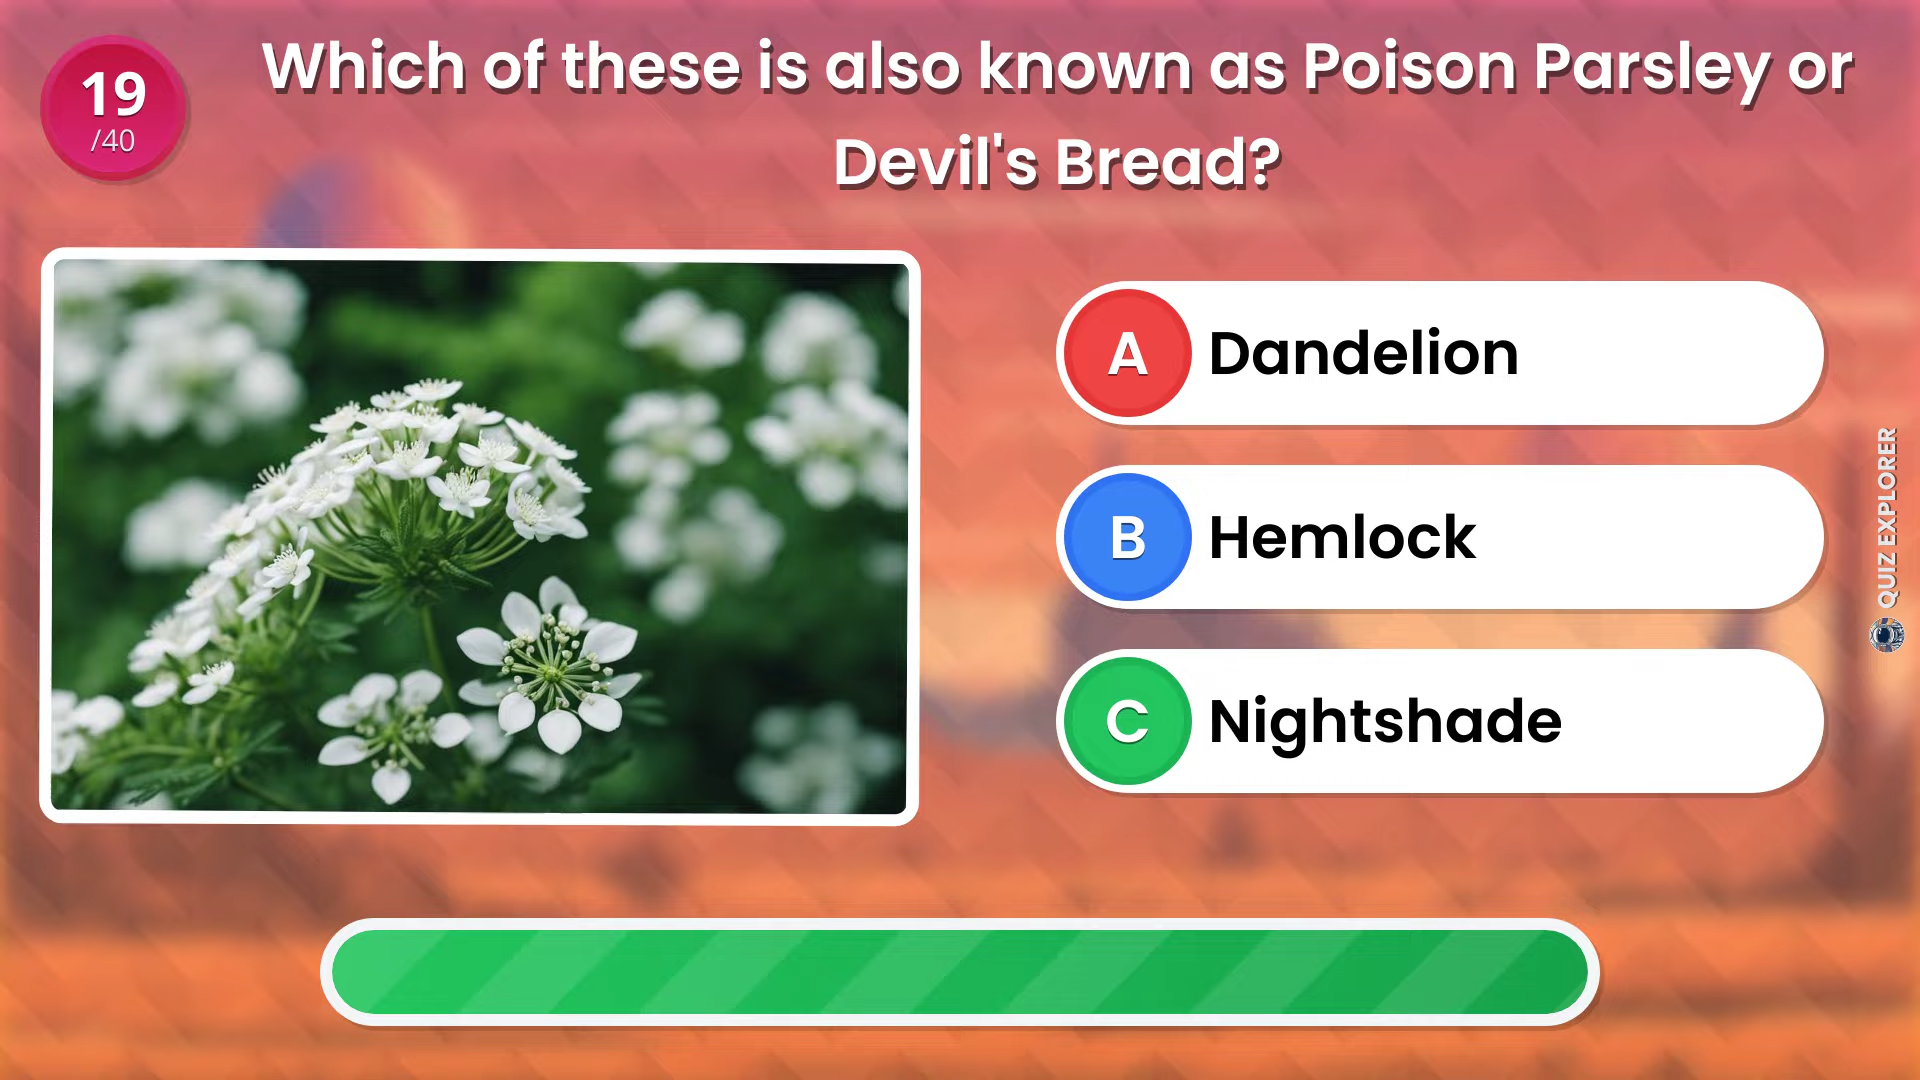 19
/40
Which of these is also known as Poison Parsley or
Devil's Bread?
A Dandelion
B Hemlock
C Nightshade
QUIZ EXPLORER